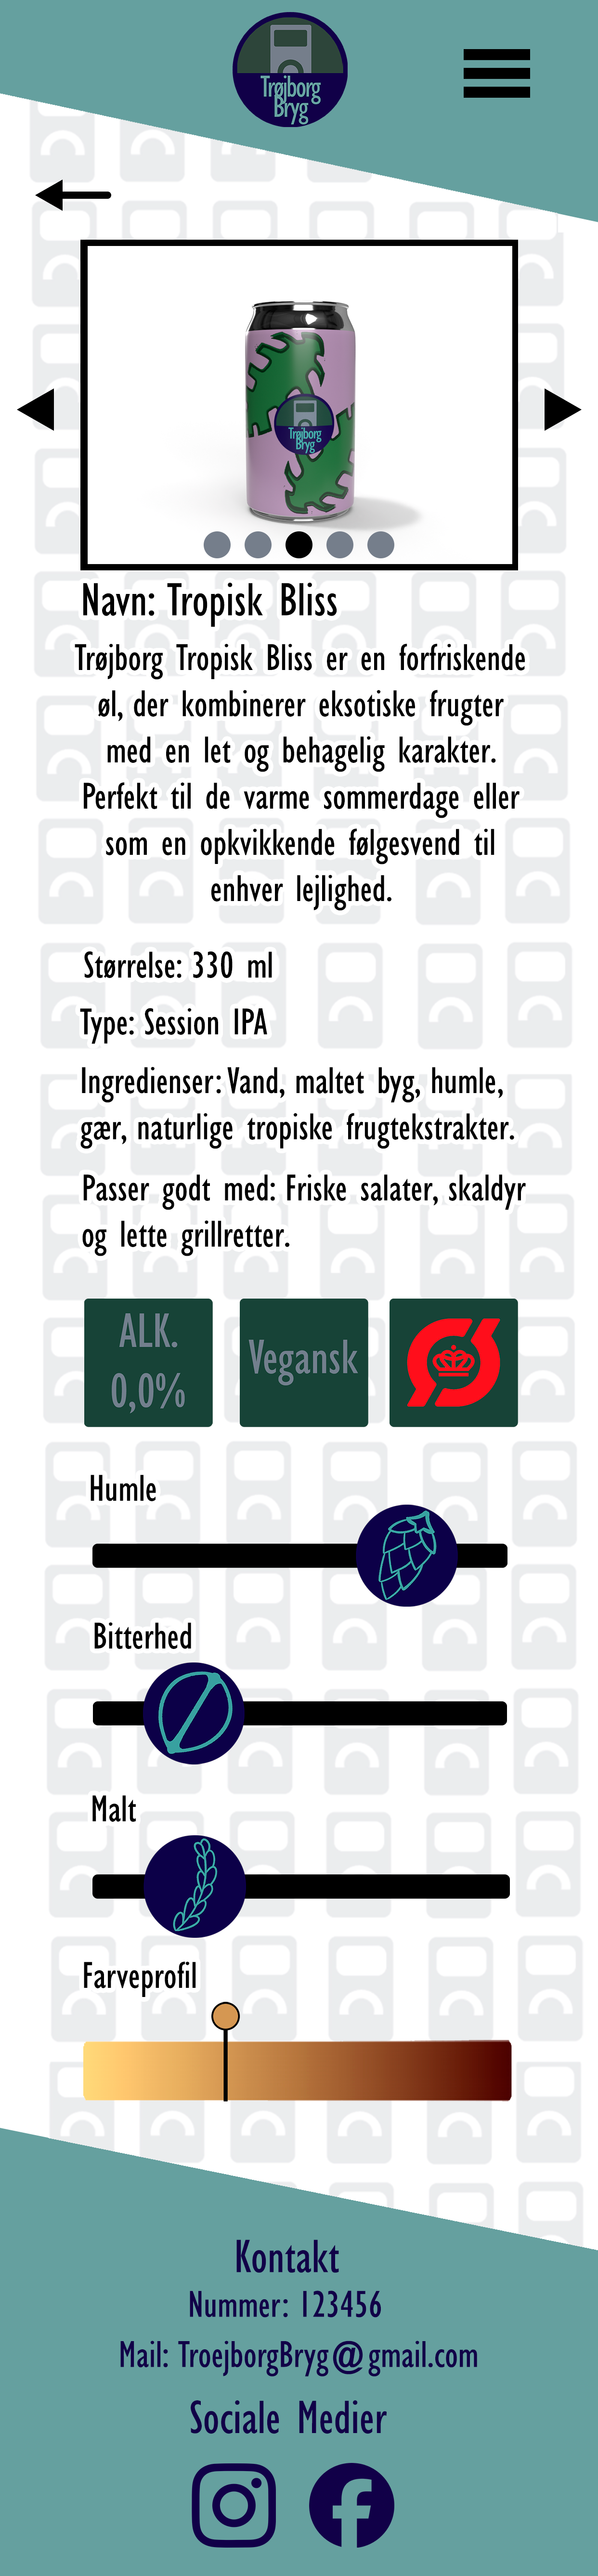 Trøjborg
Bryg
Trøjborg
Bryg
Navn: Tropisk Bliss
Trøjborg Tropisk Bliss er en forfriskende
øl, der kombinerer eksotiske frugter
med en let og behagelig karakter.
Perfekt til de varme sommerdage eller
som en opkvikkende følgesvend til
enhver lejlighed.
Størrelse: 330 ml
Type: Session IPA
Ingredienser: Vand, maltet byg, humle,
gær, naturlige tropiske frugtekstrakter.
Passer godt med: Friske salater, skaldyr
og lette grillretter.
ALK.
0,0%
Vegansk
Humle
Bitterhed
Malt
Farveprofil
Kontakt
Nummer: 123456
Mail: TroejborgBryg@gmail.com
Sociale Medier